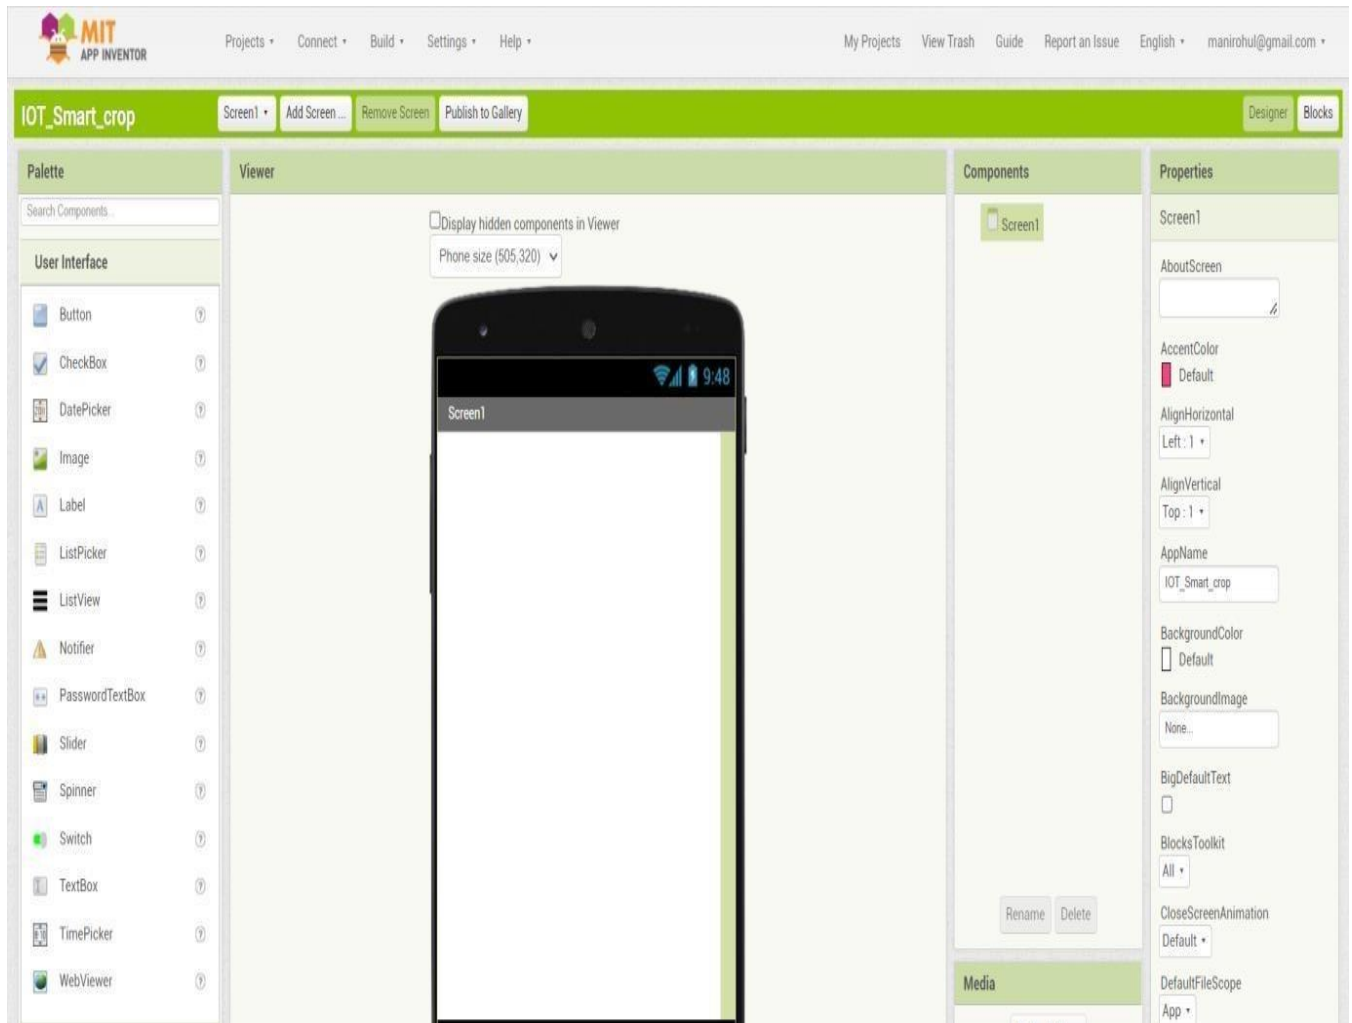 MIT
APP INVENTOR
Projects Connect Build Settings Help My Projects View Trash Guide Report an Issue English manirohul@gmail.com
IOT_Smart_crop Screen1 Add Screen ... Remove Screen Publish to Gallery Designer Blocks
Palette
Search Components...
User Interface
Button
CheckBox
DatePicker
Image
Label
ListPicker
ListView
Notifier
PasswordTextBox
Slider
Spinner
Switch
TextBox
TimePicker
WebViewer
Viewer
Display hidden components in Viewer
Phone size (505,320)
9:48
Screen1
Components
Screen1
Rename Delete
Media
Properties
Screen1
AboutScreen
AccentColor
Default
AlignHorizontal
Left : 1
AlignVertical
Top : 1
AppName
IOT_Smart_crop
BackgroundColor
Default
BackgroundImage
None...
BigDefaultText
BlocksToolkit
All
CloseScreenAnimation
Default
DefaultFileScope
App